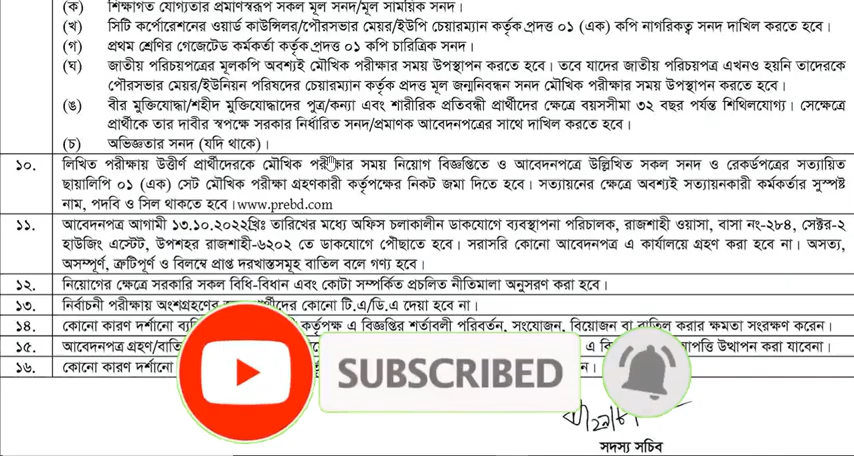 (ক) শিক্ষাগত যোগ্যতার প্রমাণস্বরূপ সকল মূল সনদ/মূল সাময়িক সনদ।
(খ) সিটি কর্পোরেশনের ওয়ার্ড কাউন্সিলর/পৌরসভার মেয়র/ইউপি চেয়ারম্যান কর্তৃক প্রদত্ত ০১ (এক) কপি নাগরিকত্ব সনদ দাখিল করতে হবে।
(গ) প্রথম শ্রেণির গেজেটেড কর্মকর্তা কর্তৃক প্রদত্ত ০১ কপি চারিত্রিক সনদ।
(ঘ) জাতীয় পরিচয়পত্রের মূলকপি অবশ্যই মৌখিক পরীক্ষার সময় উপস্থাপন করতে হবে। তবে যাদের জাতীয় পরিচয়পত্র এখনও হয়নি তাদেরকে
পৌরসভার মেয়র/ইউনিয়ন পরিষদের চেয়ারম্যান কর্তৃক প্রদত্ত মূল জন্মনিবন্ধন সনদ মৌখিক পরীক্ষার সময় উপস্থাপন করতে হবে।
(ঙ) বীর মুক্তিযোদ্ধা/শহীদ মুক্তিযোদ্ধাদের পুত্র/কন্যা এবং শারীরিক প্রতিবন্ধী প্রার্থীদের ক্ষেত্রে বয়সসীমা ৩২ বছর পর্যন্ত শিথিলযোগ্য। সেক্ষেত্রে
প্রার্থীকে তার দাবীর স্বপক্ষে সরকার নির্ধারিত সনদ/প্রমাণক আবেদনপত্রের সাথে দাখিল করতে হবে।
(চ) অভিজ্ঞতার সনদ (যদি থাকে)।
১০. লিখিত পরীক্ষায় উত্তীর্ণ প্রার্থীদেরকে মৌখিক পরীক্ষার সময় নিয়োগ বিজ্ঞপ্তিতে ও আবেদনপত্রে উল্লিখিত সকল সনদ ও রেকর্ডপত্রের সত্যায়িত
ছায়ালিপি ০১ (এক) সেট মৌখিক পরীক্ষা গ্রহণকারী কর্তৃপক্ষের নিকট জমা দিতে হবে। সত্যায়নের ক্ষেত্রে অবশ্যই সত্যায়নকারী কর্মকর্তার সুস্পষ্ট
নাম, পদবি ও সিল থাকতে হবে।www.prebd.com
১১. আবেদনপত্র আগামী ১৩.১০.২০২২খ্রিঃ তারিখের মধ্যে অফিস চলাকালীন ডাকযোগে ব্যবস্থাপনা পরিচালক, রাজশাহী ওয়াসা, বাসা নং-২৮৪, সেক্টর-২
হাউজিং এস্টেট, উপশহর রাজশাহী-৬২০২ তে ডাকযোগে পৌছাতে হবে। সরাসরি কোনো আবেদনপত্র এ কার্যালয়ে গ্রহণ করা হবে না। অসত্য,
অসম্পূর্ণ, ত্রুটিপূর্ণ ও বিলম্বে প্রাপ্ত দরখাস্তসমূহ বাতিল বলে গণ্য হবে।
১২. নিয়োগের ক্ষেত্রে সরকারি সকল বিধি-বিধান এবং কোটা সম্পর্কিত প্রচলিত নীতিমালা অনুসরণ করা হবে।
১৩. নির্বাচনী পরীক্ষায় অংশগ্রহণের প্রার্থীদের কোনো টি.এ/ডি.এ দেয়া হবে না।
১৪. কোনো কারণ দর্শানো কর্তৃপক্ষ এ বিজ্ঞপ্তির শর্তাবলী পরিবর্তন, সংযোজন, বিয়োজন বা বাতিল করার ক্ষমতা সংরক্ষণ করেন।
১৫. আবেদনপত্র গ্রহণ/ এ উত্থাপন করা যাবেনা।
১৬. কোনো কারণ দর্শানো
SUBSCRIBED
সদস্য সচিব